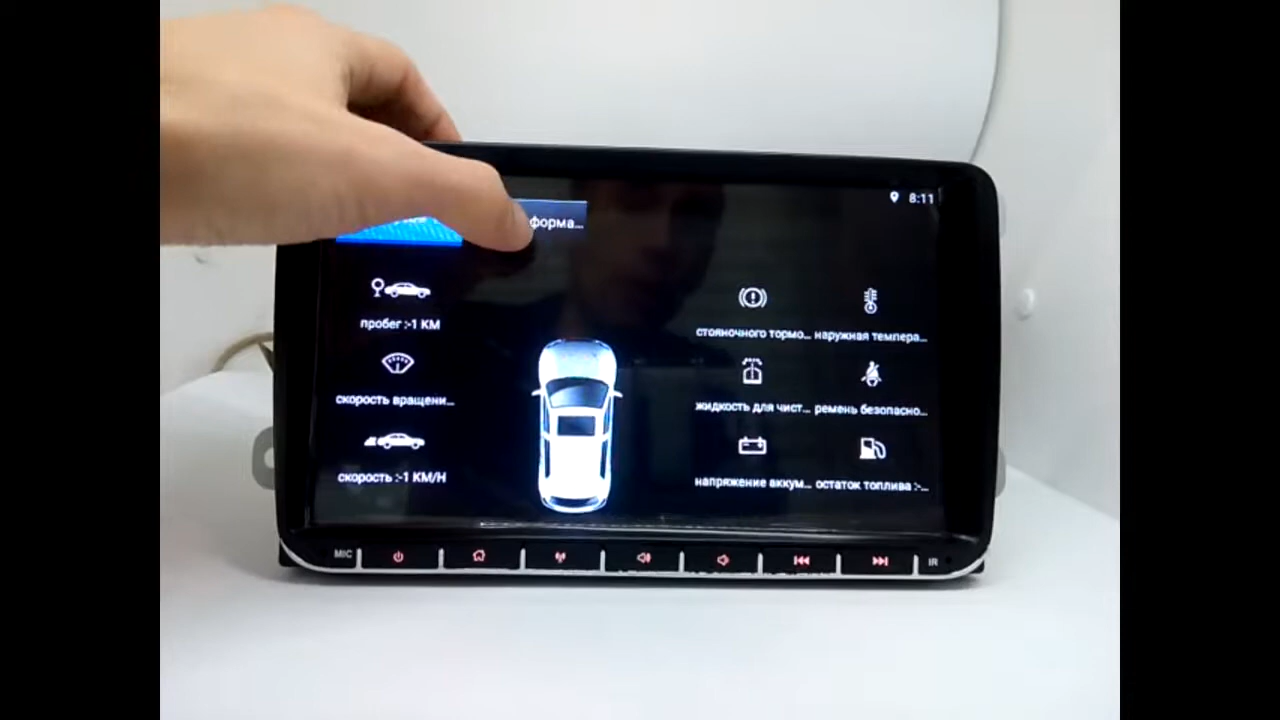 8:11
форма...
пробег :-1 KM
скорость вращени...
скорость :-1 KM/H
стояночного тормо... наружная темпера...
жидкость для чист... ремень безопасно...
напряжение аккум... остаток топлива :-...
MIC
IR